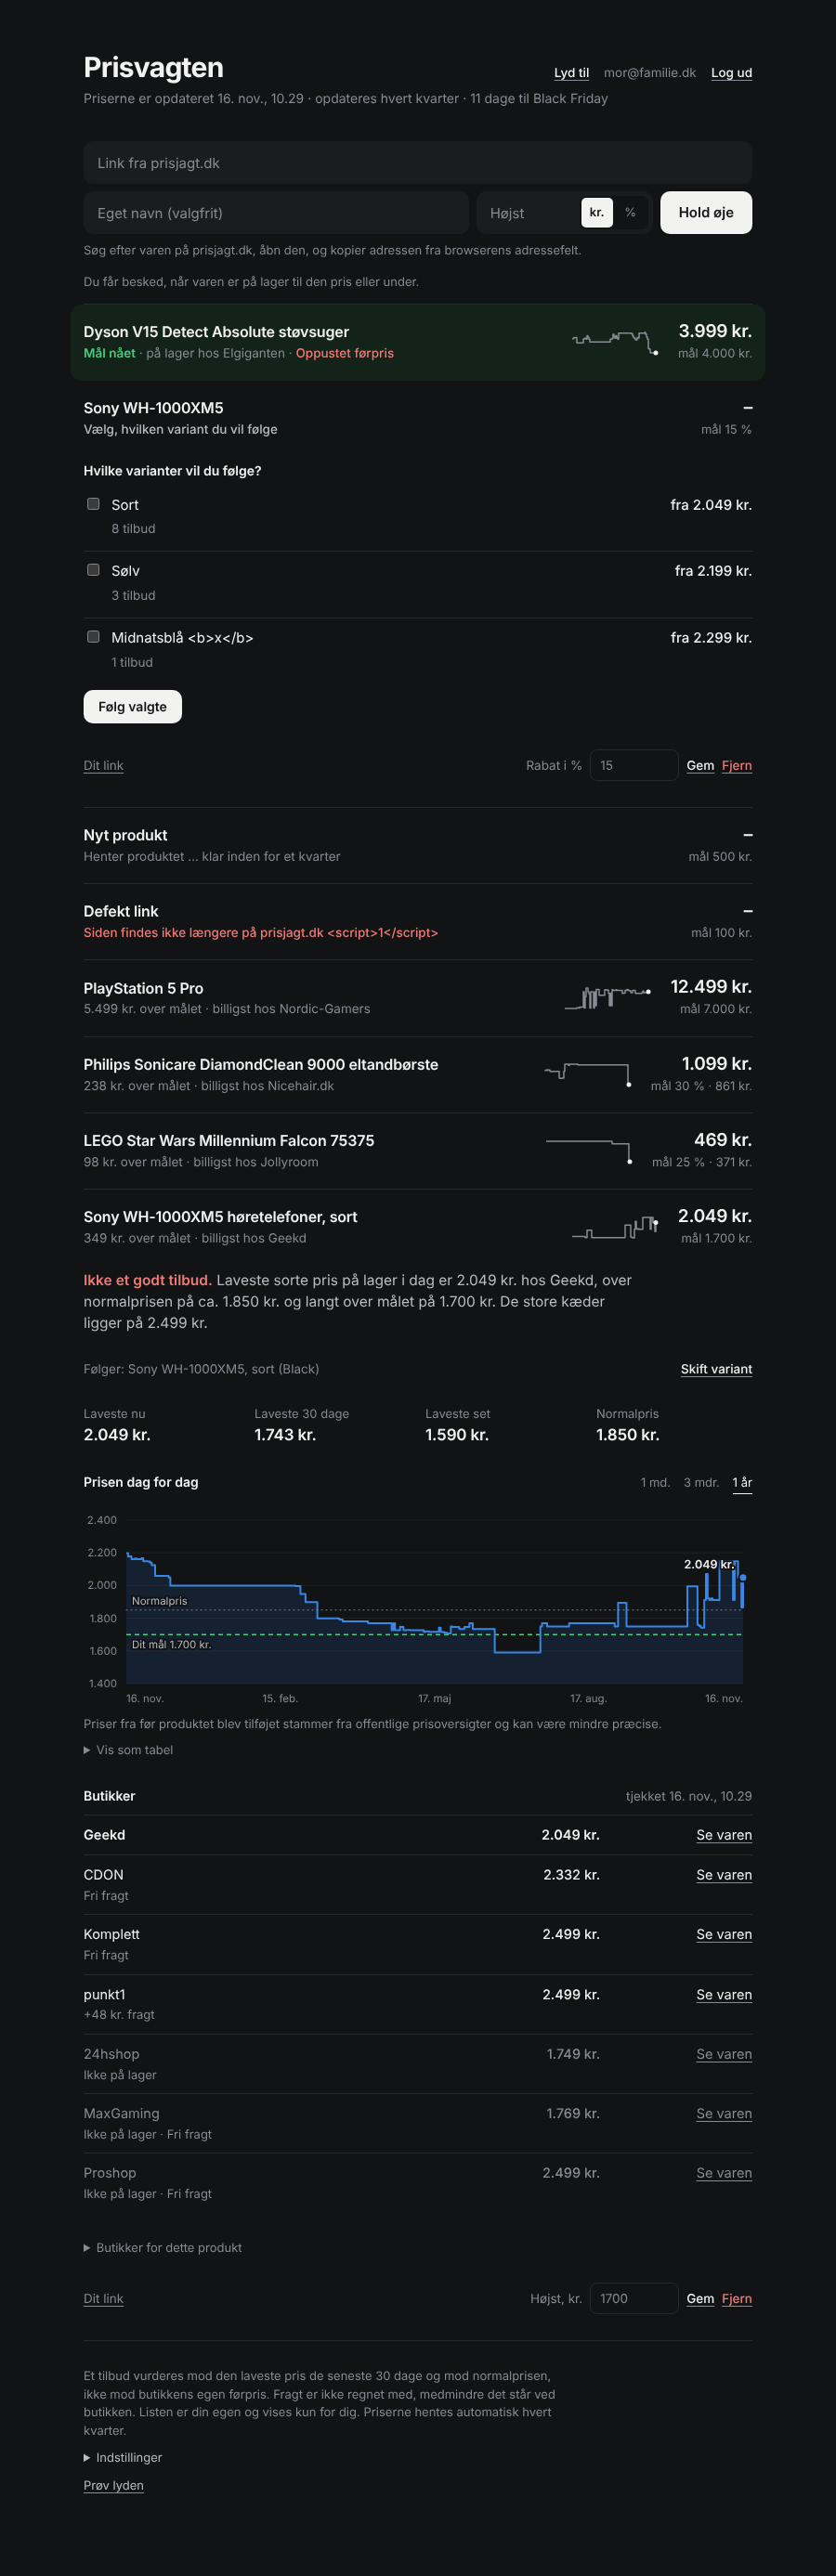 Prisvagten
Lyd til mor@familie.dk Log ud
Priserne er opdateret 16. nov., 10.29 · opdateres hvert kvarter · 11 dage til Black Friday
Link fra prisjagt.dk
Eget navn (valgfrit) Højst kr. % Hold øje
Søg efter varen på prisjagt.dk, åbn den, og kopier adressen fra browserens adressefelt.
Du får besked, når varen er på lager til den pris eller under.
Dyson V15 Detect Absolute støvsuger 3.999 kr.
Mål nået · på lager hos Elgiganten · Oppustet førpris mål 4.000 kr.
Sony WH-1000XM5 –
Vælg, hvilken variant du vil følge mål 15 %
Hvilke varianter vil du følge?
Sort fra 2.049 kr.
8 tilbud
Sølv fra 2.199 kr.
3 tilbud
Midnatsblå <b>x</b> fra 2.299 kr.
1 tilbud
Følg valgte
Dit link Rabat i % 15 Gem Fjern
Nyt produkt –
Henter produktet … klar inden for et kvarter mål 500 kr.
Defekt link –
Siden findes ikke længere på prisjagt.dk <script>1</script> mål 100 kr.
PlayStation 5 Pro 12.499 kr.
5.499 kr. over målet · billigst hos Nordic-Gamers mål 7.000 kr.
Philips Sonicare DiamondClean 9000 eltandbørste 1.099 kr.
238 kr. over målet · billigst hos Nicehair.dk mål 30 % · 861 kr.
LEGO Star Wars Millennium Falcon 75375 469 kr.
98 kr. over målet · billigst hos Jollyroom mål 25 % · 371 kr.
Sony WH-1000XM5 høretelefoner, sort 2.049 kr.
349 kr. over målet · billigst hos Geekd mål 1.700 kr.
Ikke et godt tilbud. Laveste sorte pris på lager i dag er 2.049 kr. hos Geekd, over
normalprisen på ca. 1.850 kr. og langt over målet på 1.700 kr. De store kæder
ligger på 2.499 kr.
Følger: Sony WH-1000XM5, sort (Black) Skift variant
Laveste nu Laveste 30 dage Laveste set Normalpris
2.049 kr. 1.743 kr. 1.590 kr. 1.850 kr.
Prisen dag for dag 1 md. 3 mdr. 1 år
2.400
2.200
2.049 kr.
2.000
Normalpris
1.800
Dit mål 1.700 kr.
1.600
1.400
16. nov. 15. feb. 17. maj 17. aug. 16. nov.
Priser fra før produktet blev tilføjet stammer fra offentlige prisoversigter og kan være mindre præcise.
Vis som tabel
Butikker tjekket 16. nov., 10.29
Geekd 2.049 kr. Se varen
CDON 2.332 kr. Se varen
Fri fragt
Komplett 2.499 kr. Se varen
Fri fragt
punkt1 2.499 kr. Se varen
+48 kr. fragt
24hshop 1.749 kr. Se varen
Ikke på lager
MaxGaming 1.769 kr. Se varen
Ikke på lager · Fri fragt
Proshop 2.499 kr. Se varen
Ikke på lager · Fri fragt
Butikker for dette produkt
Dit link Højst, kr. 1700 Gem Fjern
Et tilbud vurderes mod den laveste pris de seneste 30 dage og mod normalprisen,
ikke mod butikkens egen førpris. Fragt er ikke regnet med, medmindre det står ved
butikken. Listen er din egen og vises kun for dig. Priserne hentes automatisk hvert
kvarter.
Indstillinger
Prøv lyden